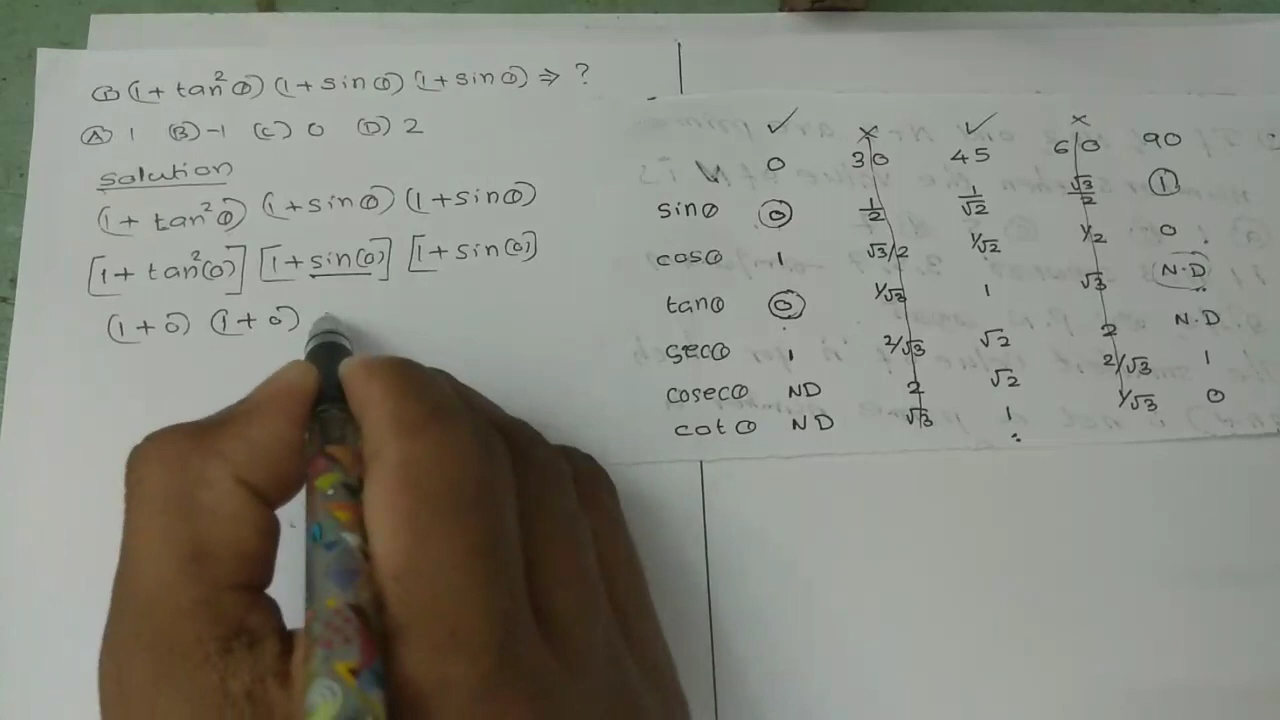 ① (1 + tan²θ) (1 + sinθ) (1 + sinθ) ⇒ ?
Ⓐ 1 Ⓑ -1 Ⓒ 0 Ⓓ 2
solution
(1 + tan²θ) (1 + sinθ) (1 + sinθ)
[1 + tan²(0)] [1 + sin(0)] [1 + sin(0)]
(1 + 0) (1 + 0)
✓ × ✓ ×
0 30 45 60 90
sinθ 0 1/2 1/√2 √3/2 1
cosθ 1 √3/2 1/√2 1/2 0
tanθ 0 1/√3 1 √3 N.D
secθ 1 2/√3 √2 2 N.D
cosecθ ND 2 √2 2/√3 1
cotθ ND √3 1 1/√3 0